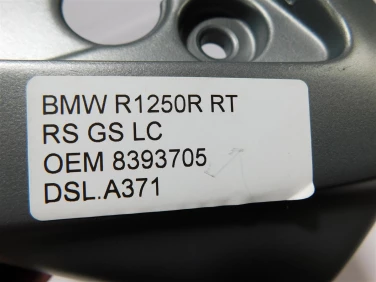 BMW R1250R RT
RS GS LC
OEM 8393705
DSL.A371